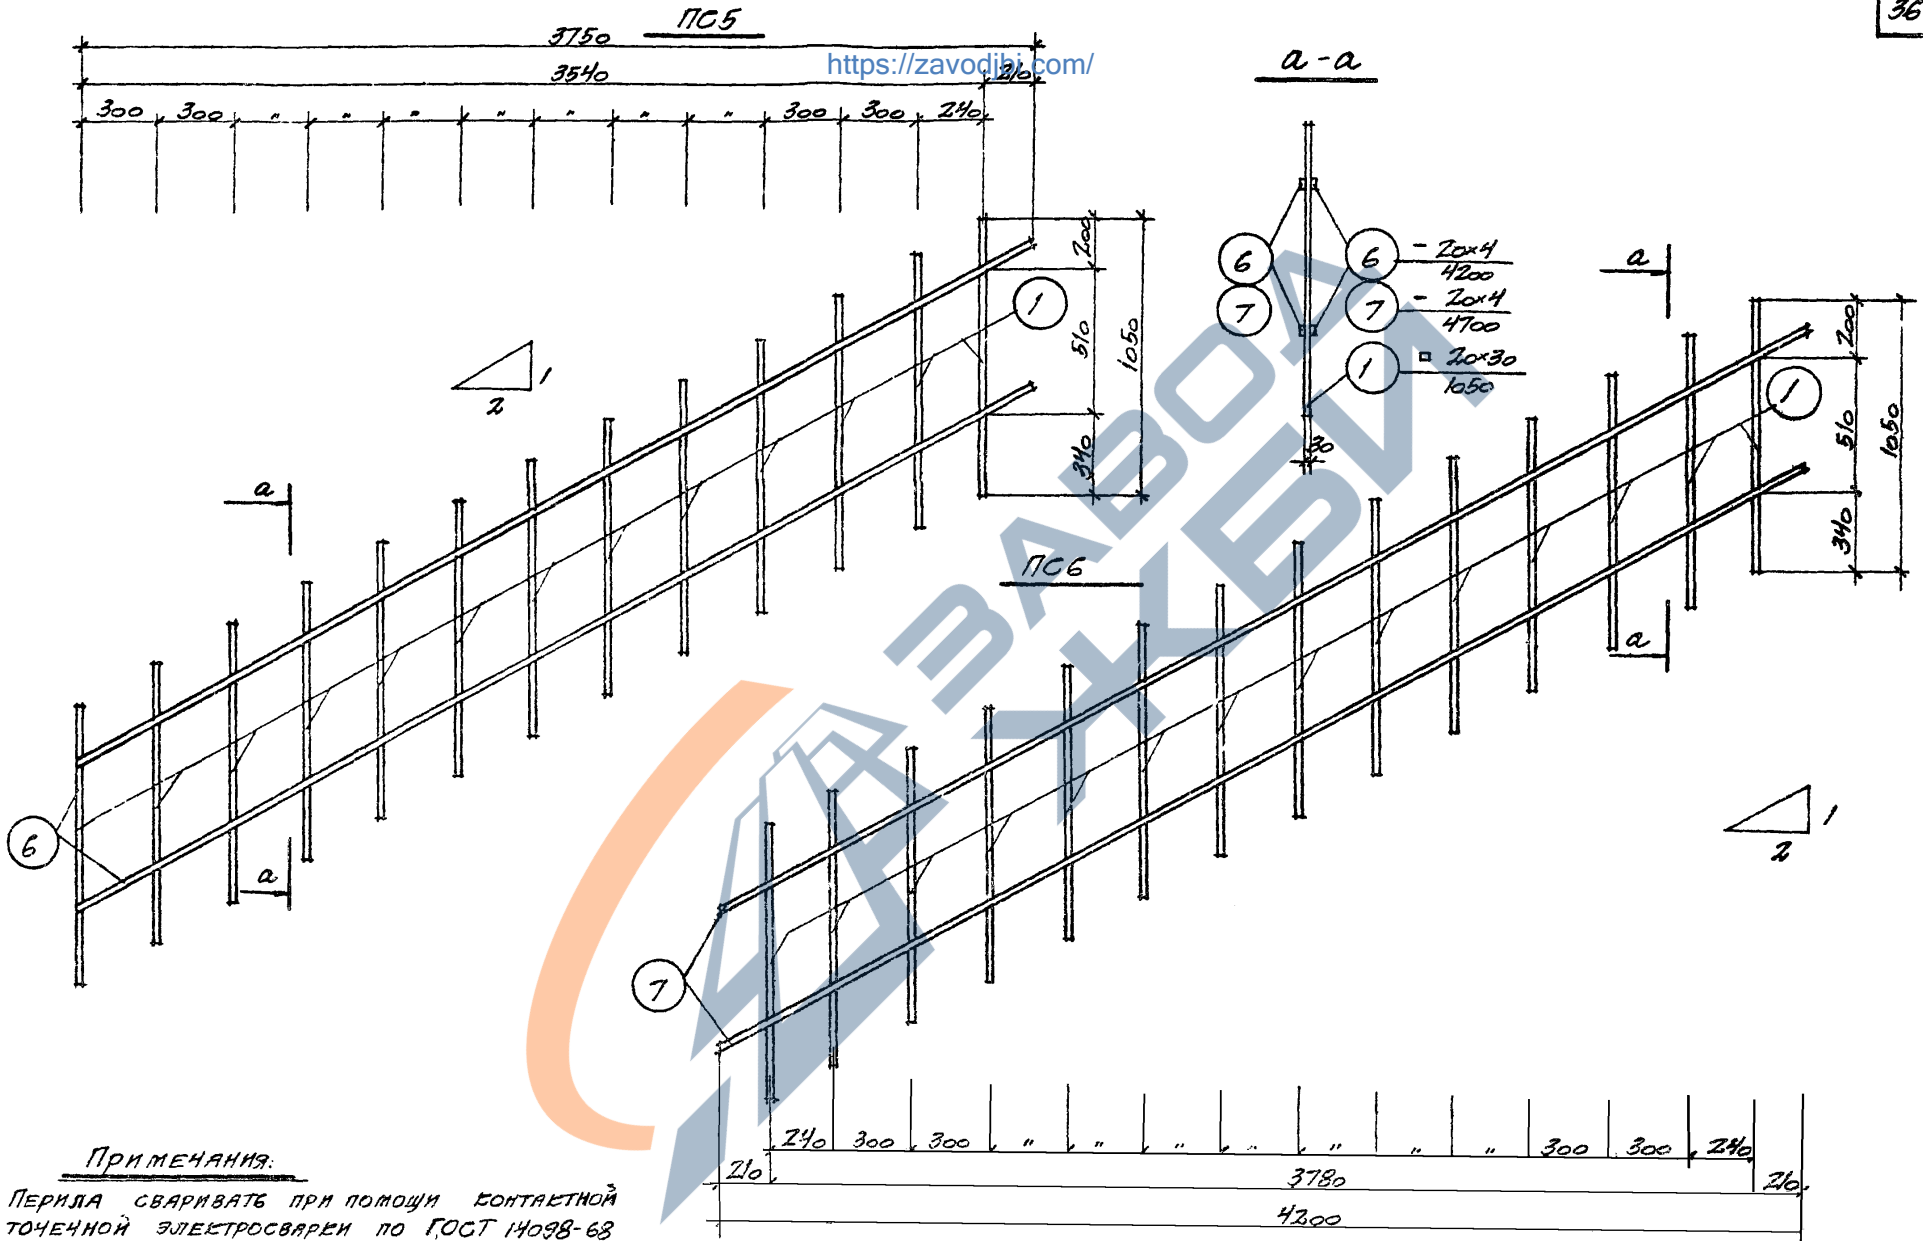 36
ПС5
3750
https://zavodjbi.com/
3540
210
300 300 " " " " " " " 300 300 240
а-а
6 6 - 20×4
4200
7 7 - 20×4
4700
1 □ 20×30
1050
30
200
510
340
1050
1
1
2
а
а
6
ПС6
а
а
200
510
340
1050
1
1
2
7
240 300 300 " " " " " " " 300 300 240
210 3780 210
4200
ЗАВОД
ЖБИ
Примечания:
Перила сваривать при помощи контактной
точечной электросварки по ГОСТ 14098-68